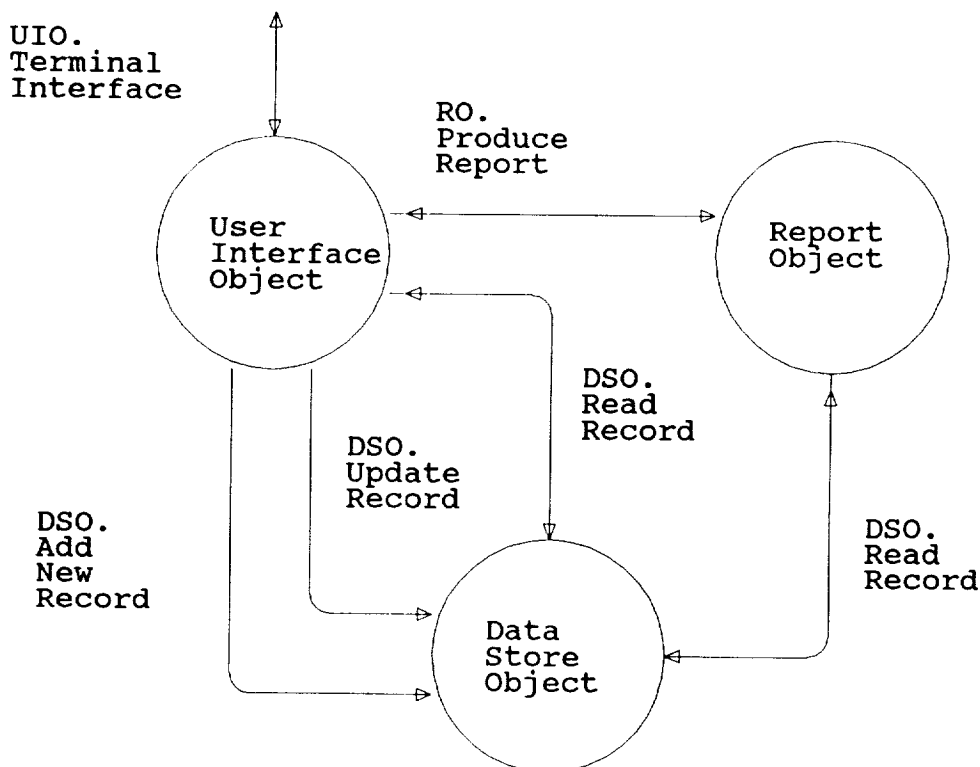 UIO.
Terminal
Interface
RO.
Produce
Report
User
Interface
Object
Report
Object
DSO.
Read
Record
DSO.
Update
Record
DSO.
Add
New
Record
DSO.
Read
Record
Data
Store
Object